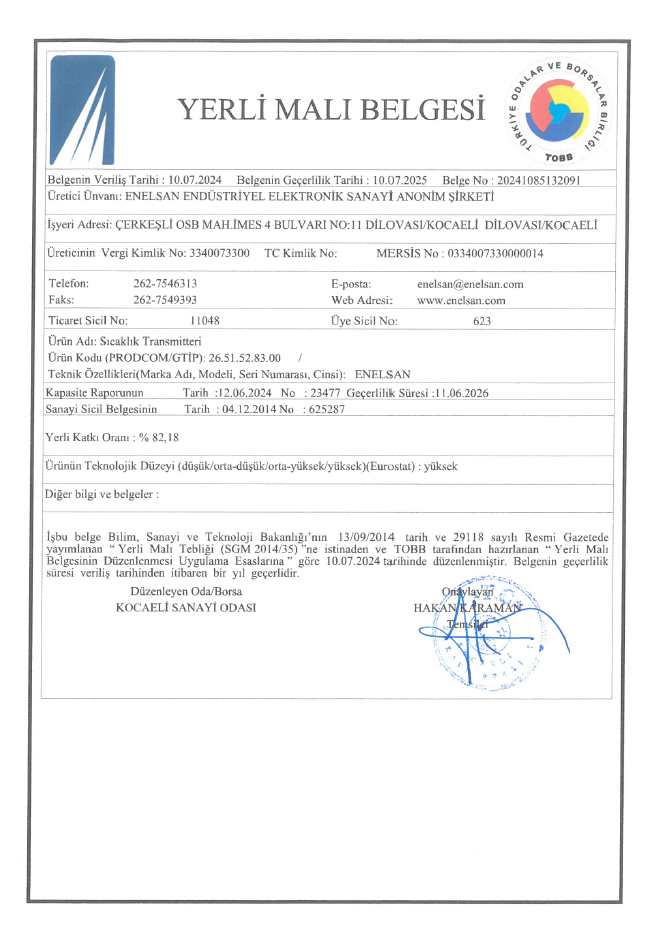 YERLİ MALI BELGESİ
TÜRKİYE ODALAR VE BORSALAR BİRLİĞİ
TOBB
Belgenin Veriliş Tarihi : 10.07.2024 Belgenin Geçerlilik Tarihi : 10.07.2025 Belge No : 20241085132091
Üretici Ünvanı: ENELSAN ENDÜSTRİYEL ELEKTRONİK SANAYİ ANONİM ŞİRKETİ
İşyeri Adresi: ÇERKEŞLİ OSB MAH.İMES 4 BULVARI NO:11 DİLOVASI/KOCAELİ DİLOVASI/KOCAELİ
Üreticinin Vergi Kimlik No: 3340073300 TC Kimlik No: MERSİS No : 0334007330000014
Telefon: 262-7546313 E-posta: enelsan@enelsan.com
Faks: 262-7549393 Web Adresi: www.enelsan.com
Ticaret Sicil No: 11048 Üye Sicil No: 623
Ürün Adı: Sıcaklık Transmitteri
Ürün Kodu (PRODCOM/GTİP): 26.51.52.83.00 /
Teknik Özellikleri(Marka Adı, Modeli, Seri Numarası, Cinsi): ENELSAN
Kapasite Raporunun Tarih :12.06.2024 No : 23477 Geçerlilik Süresi :11.06.2026
Sanayi Sicil Belgesinin Tarih : 04.12.2014 No : 625287
Yerli Katkı Oranı : % 82,18
Ürünün Teknolojik Düzeyi (düşük/orta-düşük/orta-yüksek/yüksek)(Eurostat) : yüksek
Diğer bilgi ve belgeler :
İşbu belge Bilim, Sanayi ve Teknoloji Bakanlığı'nın 13/09/2014 tarih ve 29118 sayılı Resmi Gazetede
yayımlanan “ Yerli Malı Tebliği (SGM 2014/35) ”ne istinaden ve TOBB tarafından hazırlanan “ Yerli Malı
Belgesinin Düzenlenmesi Uygulama Esaslarına ” göre 10.07.2024 tarihinde düzenlenmiştir. Belgenin geçerlilik
süresi veriliş tarihinden itibaren bir yıl geçerlidir.
Düzenleyen Oda/Borsa Onaylayan
KOCAELİ SANAYİ ODASI HAKAN KARAMAN
Temsilci